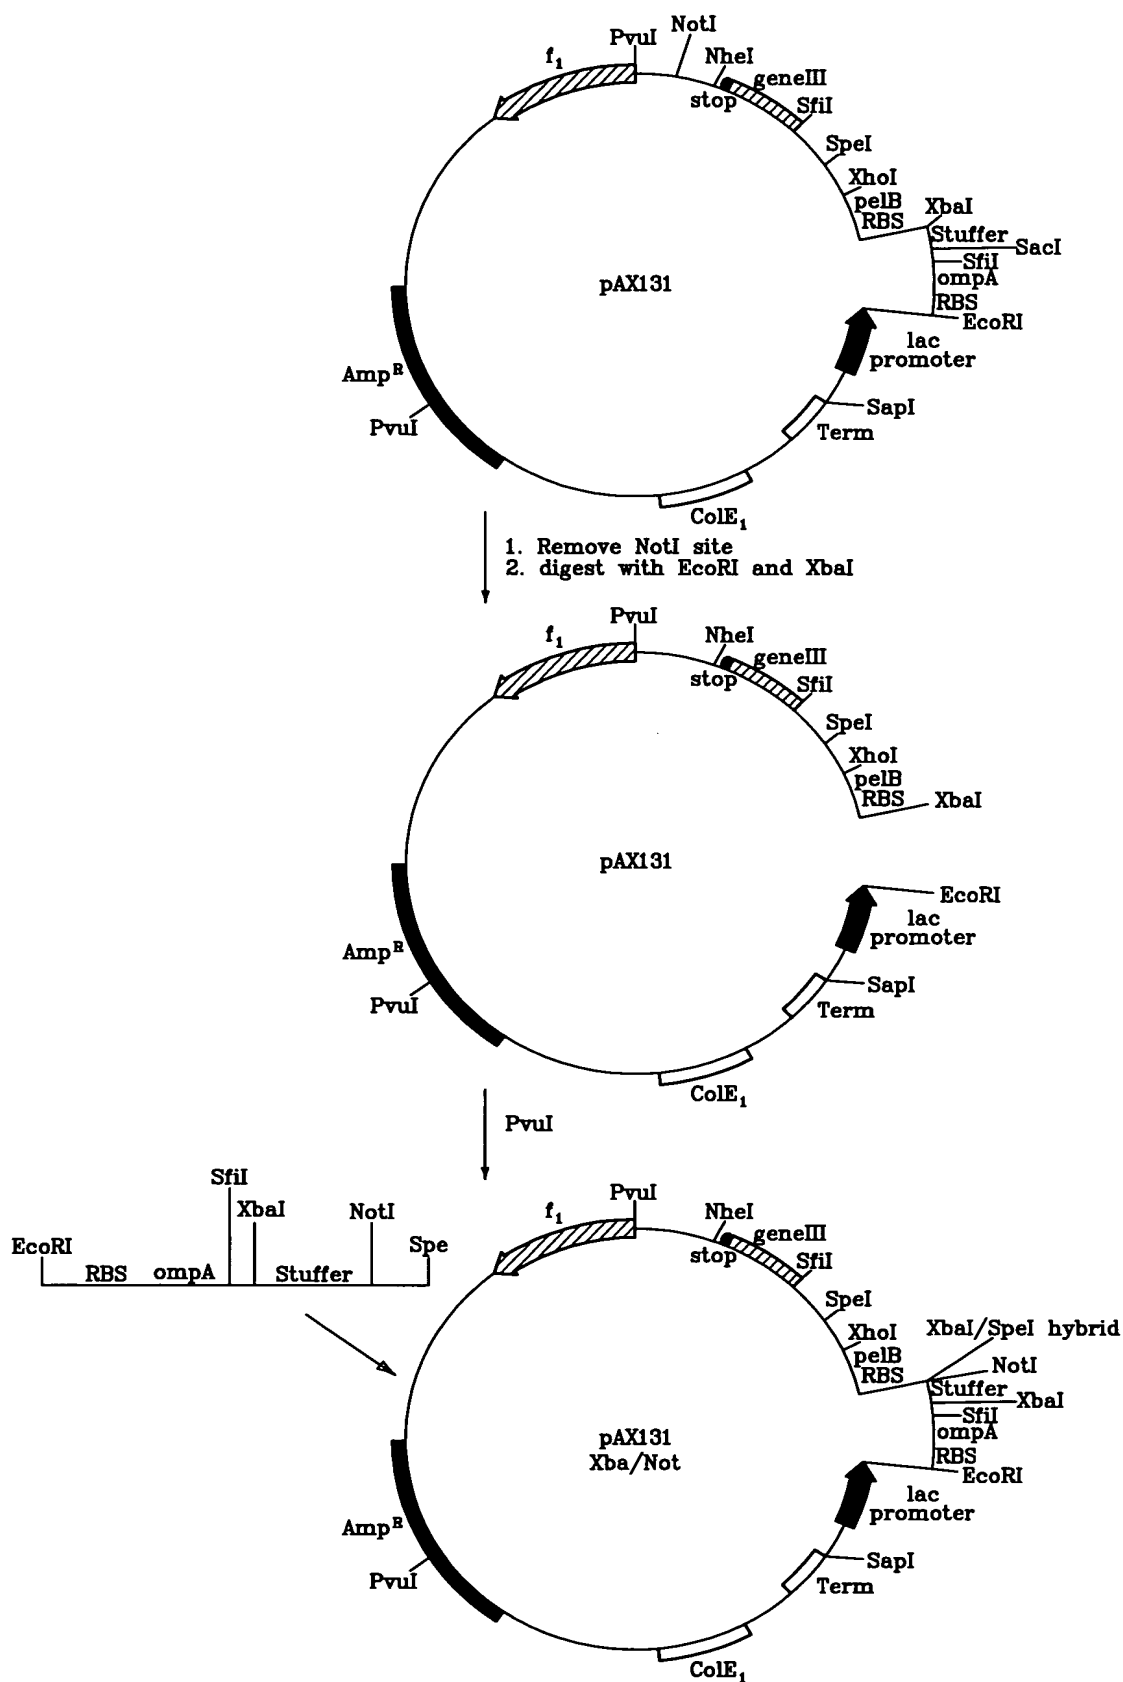 NotI
PvuI
f1
NheI
geneIII
stop
SfiI
SpeI
XhoI
pelB
RBS
XbaI
Stuffer
SacI
SfiI
ompA
RBS
EcoRI
pAX131
lac
promoter
Amp^R
PvuI
SapI
Term
ColE1
1. Remove NotI site
2. digest with EcoRI and XbaI
PvuI
f1
NheI
geneIII
stop
SfiI
SpeI
XhoI
pelB
RBS
XbaI
pAX131
EcoRI
lac
promoter
Amp^R
PvuI
SapI
Term
ColE1
PvuI
SfiI
XbaI
NotI
EcoRI
Spe
RBS ompA Stuffer
PvuI
f1
NheI
geneIII
stop
SfiI
SpeI
XhoI
pelB
RBS
XbaI/SpeI hybrid
NotI
Stuffer
XbaI
SfiI
ompA
RBS
EcoRI
pAX131
Xba/Not
lac
promoter
Amp^R
PvuI
SapI
Term
ColE1